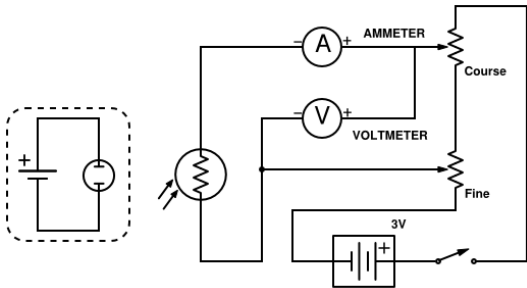 − A + AMMETER
Course
− V +
VOLTMETER
+
Fine
3V
+